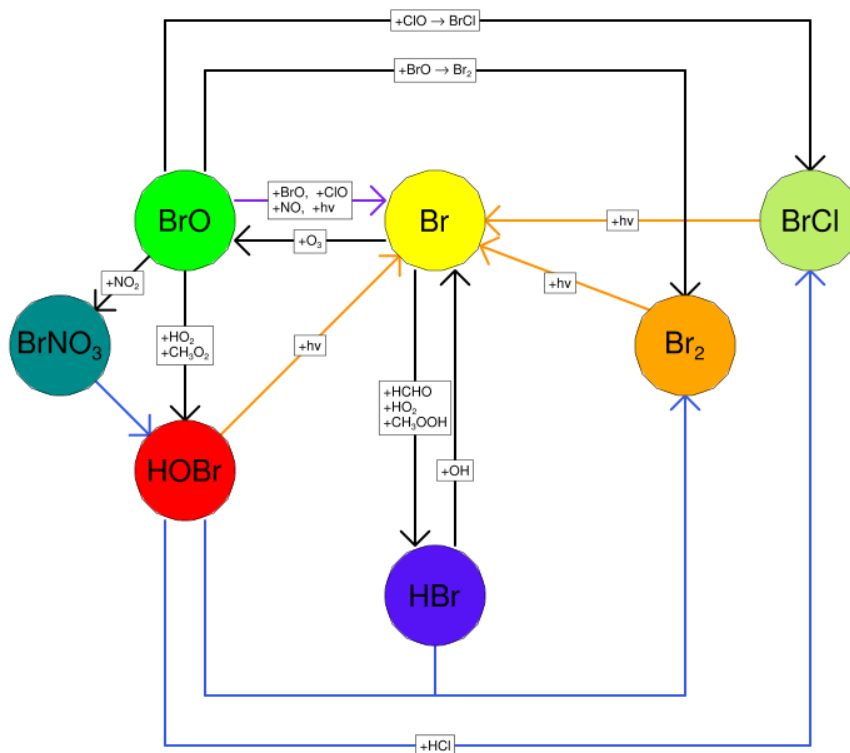 +ClO → BrCl
+BrO → Br₂
BrO
+BrO, +ClO
+NO, +hv
Br
+hv
BrCl
+O₃
+NO₂
+hv
BrNO₃
+HO₂
+CH₃O₂
+hv
Br₂
+HCHO
+HO₂
+CH₃OOH
HOBr
+OH
HBr
+HCl